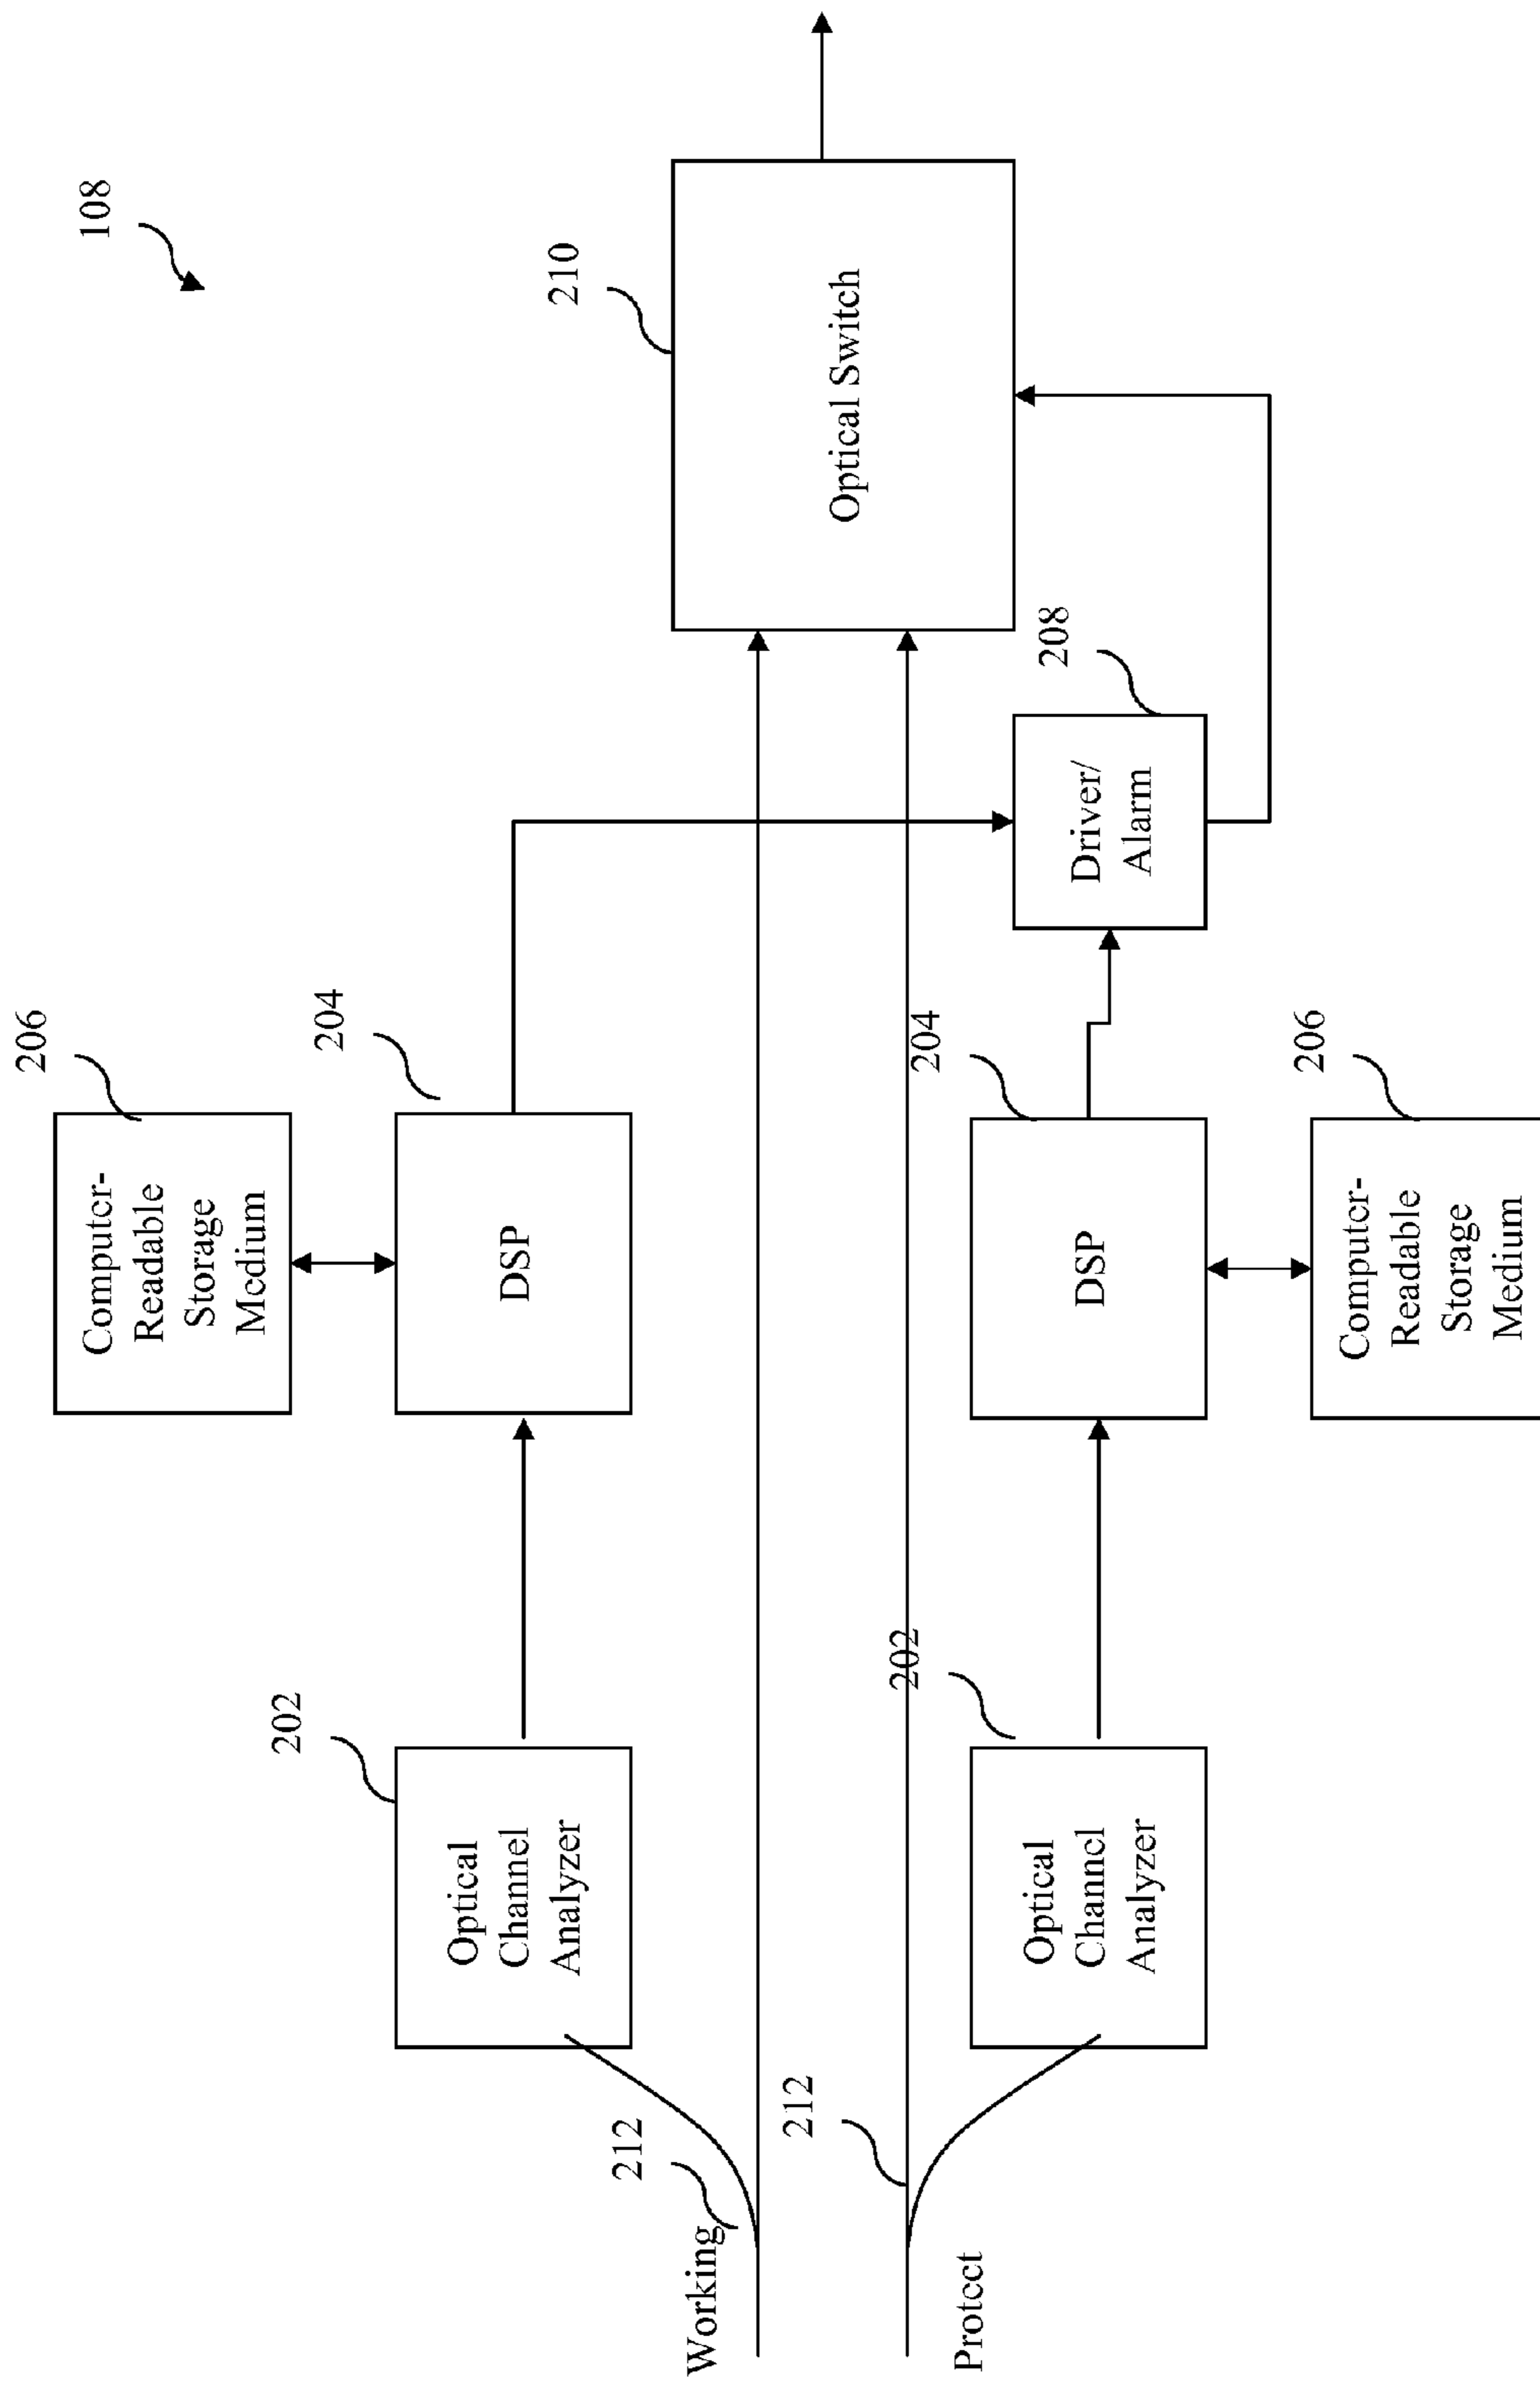 108
206
Computer-
Readable
Storage
Medium
204
DSP
202
Optical
Channel
Analyzer
210
Optical Switch
212
Working
212
Protect
208
Driver/
Alarm
204
DSP
202
Optical
Channel
Analyzer
206
Computer-
Readable
Storage
Medium